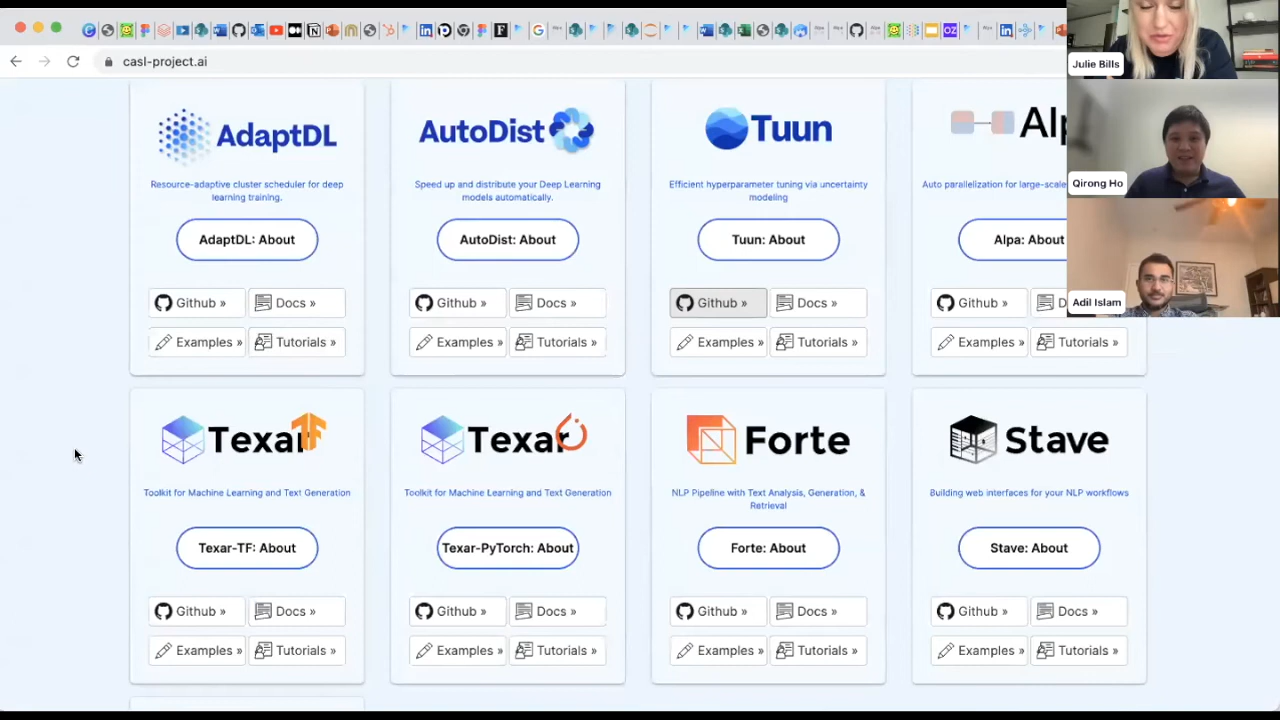 casl-project.ai
Julie Bills
Qirong Ho
Adil Islam
AdaptDL
AutoDist
Tuun
Alp
Resource-adaptive cluster scheduler for deep
learning training.
Speed up and distribute your Deep Learning
models automatically.
Efficient hyperparameter tuning via uncertainty
modeling
Auto parallelization for large-scale
AdaptDL: About
AutoDist: About
Tuun: About
Alpa: About
Github »
Docs »
Github »
Docs »
Github »
Docs »
Github »
D
Examples »
Tutorials »
Examples »
Tutorials »
Examples »
Tutorials »
Examples »
Tutorials »
Texar
Texar
Forte
Stave
Toolkit for Machine Learning and Text Generation
Toolkit for Machine Learning and Text Generation
NLP Pipeline with Text Analysis, Generation, &
Retrieval
Building web interfaces for your NLP workflows
Texar-TF: About
Texar-PyTorch: About
Forte: About
Stave: About
Github »
Docs »
Github »
Docs »
Github »
Docs »
Github »
Docs »
Examples »
Tutorials »
Examples »
Tutorials »
Examples »
Tutorials »
Examples »
Tutorials »